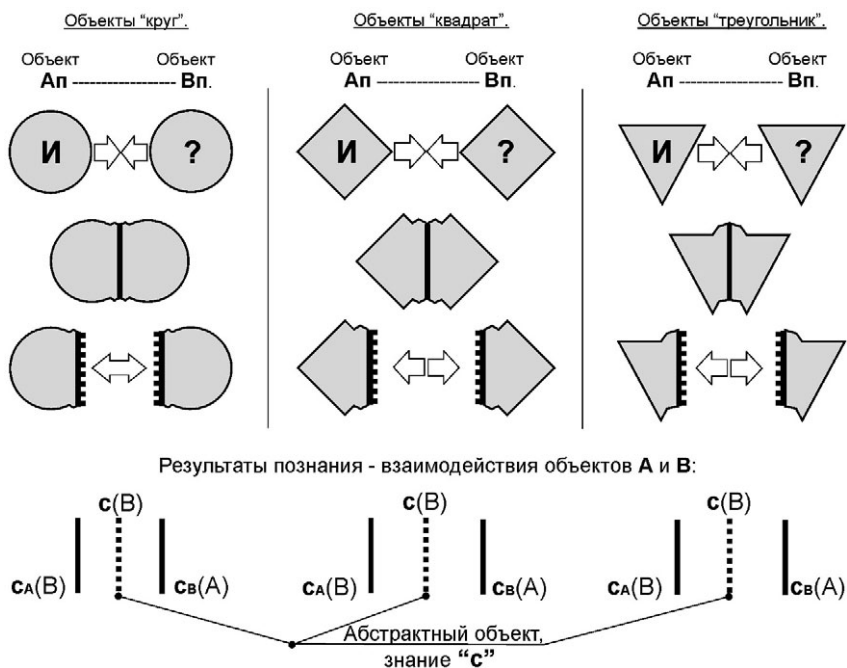 Объекты “круг”.
Объекты “квадрат”.
Объекты “треугольник”.
Объект Объект
Ап ------------------- Вп.
Объект Объект
Ап ------------------- Вп.
Объект Объект
Ап ------------------- Вп.
И ?
И ?
И ?
Результаты познания - взаимодействия объектов А и В:
с(В)
с(В)
с(В)
сА(В) сВ(А)
сА(В) сВ(А)
сА(В) сВ(А)
Абстрактный объект,
знание “с”